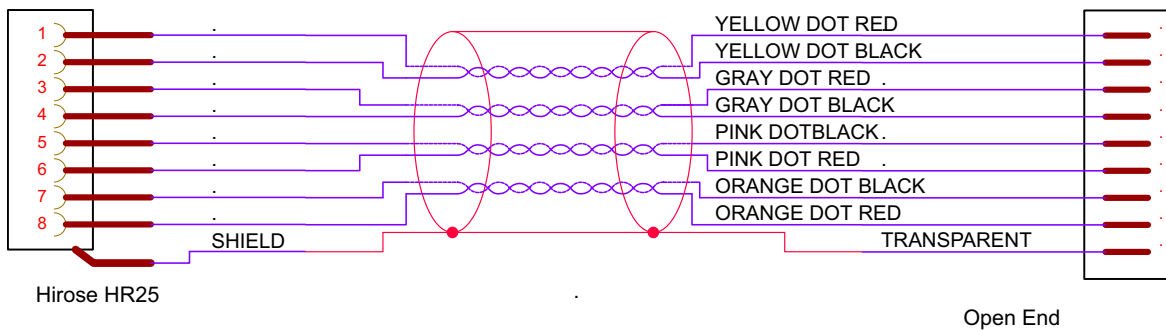 1 YELLOW DOT RED
2 YELLOW DOT BLACK
3 GRAY DOT RED .
4 GRAY DOT BLACK
5 PINK DOTBLACK .
6 PINK DOT RED .
7 ORANGE DOT BLACK
8 ORANGE DOT RED
SHIELD TRANSPARENT
Hirose HR25
Open End